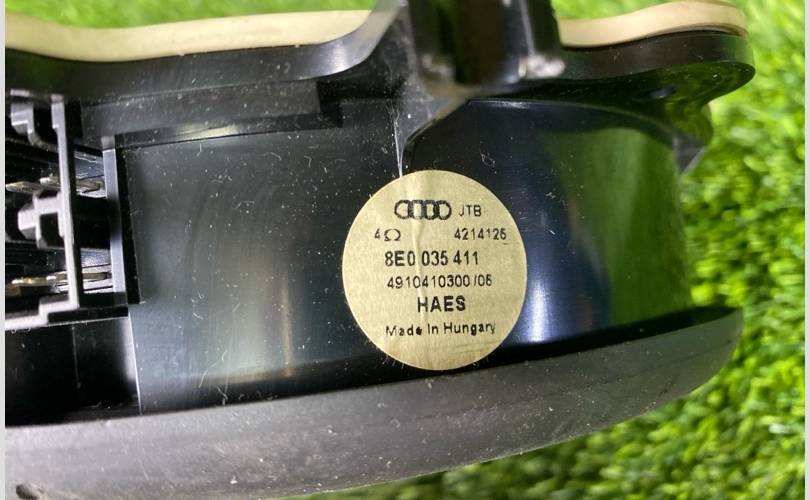 JTB
4Ω 4214126
8E0 035 411
4910410300 /06
HAES
Made In Hungary